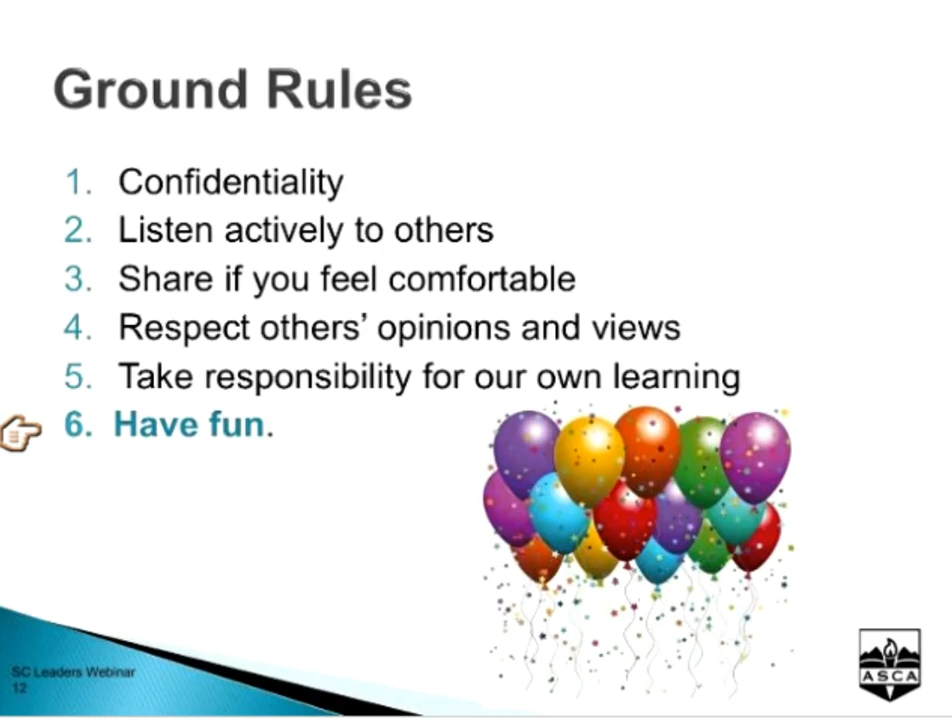 Ground Rules
1. Confidentiality
2. Listen actively to others
3. Share if you feel comfortable
4. Respect others’ opinions and views
5. Take responsibility for our own learning
6. Have fun.
SC Leaders Webinar
12
ASCA